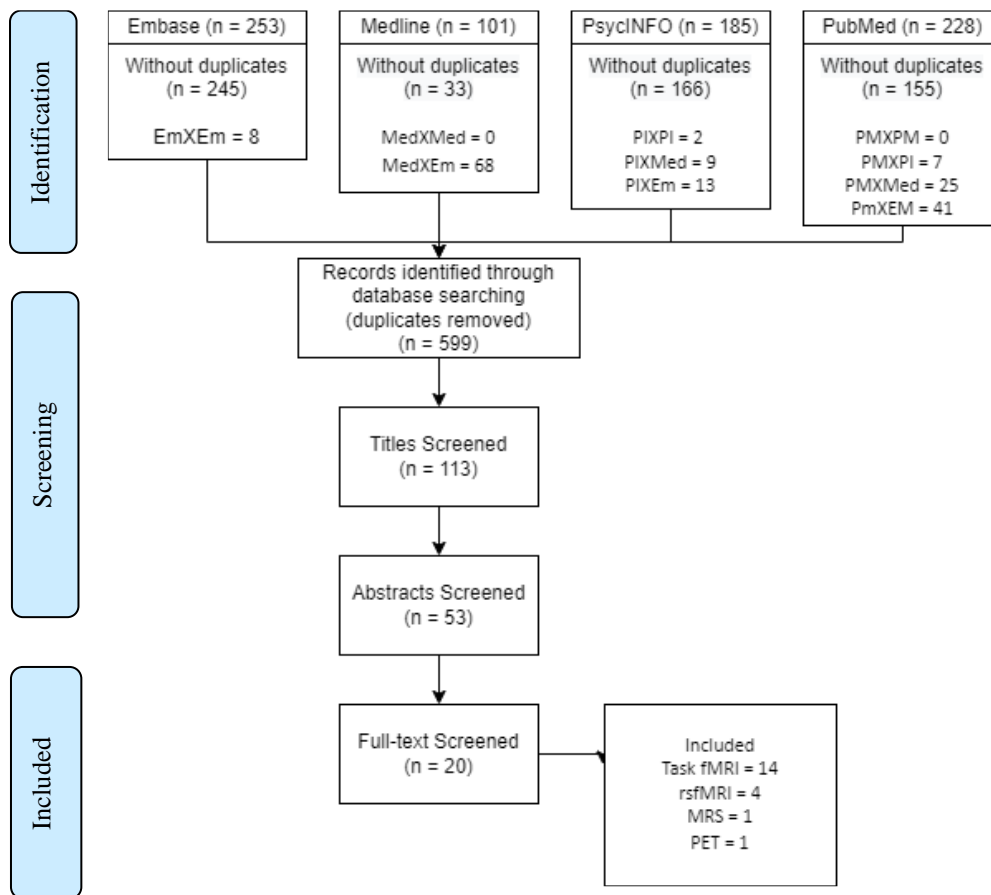 Identification
Embase (n = 253)
Without duplicates
(n = 245)
EmXEm = 8
Medline (n = 101)
Without duplicates
(n = 33)
MedXMed = 0
MedXEm = 68
PsycINFO (n = 185)
Without duplicates
(n = 166)
PIXPI = 2
PIXMed = 9
PIXEm = 13
PubMed (n = 228)
Without duplicates
(n = 155)
PMXPM = 0
PMXPI = 7
PMXMed = 25
PmXEM = 41
Records identified through
database searching
(duplicates removed)
(n = 599)
Screening
Titles Screened
(n = 113)
Abstracts Screened
(n = 53)
Included
Full-text Screened
(n = 20)
Included
Task fMRI = 14
rsfMRI = 4
MRS = 1
PET = 1